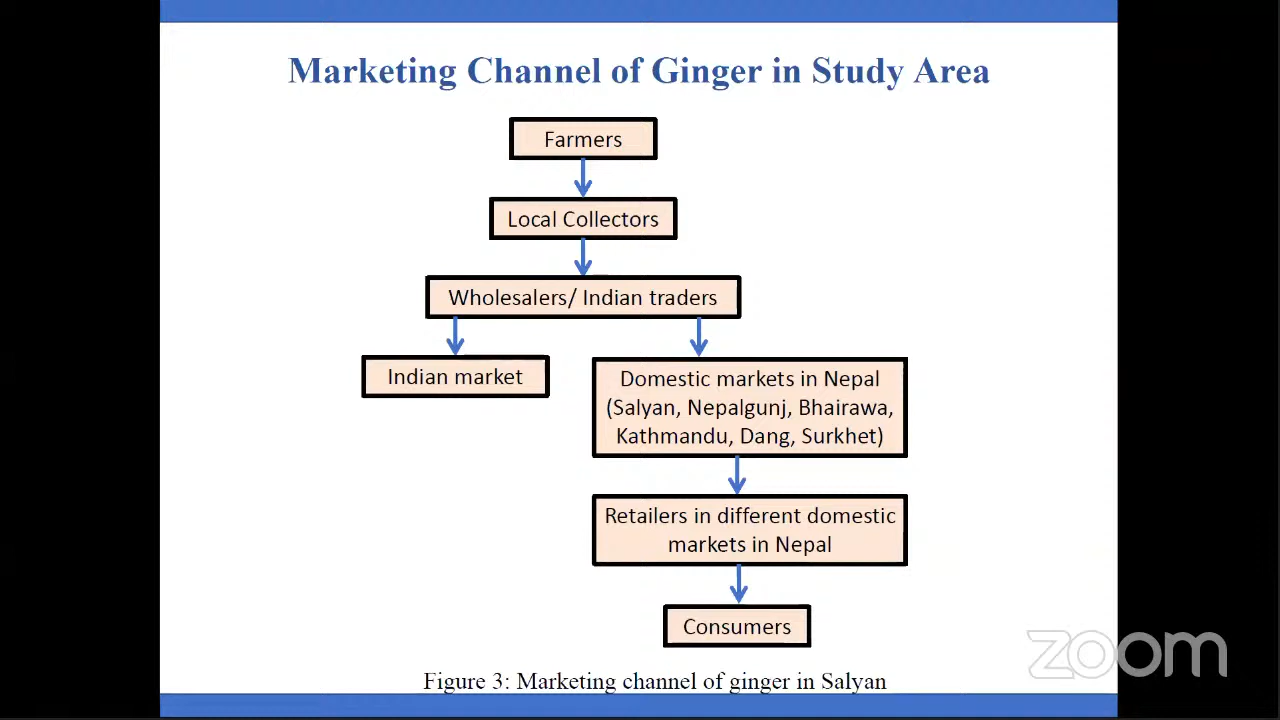 Marketing Channel of Ginger in Study Area
Farmers
Local Collectors
Wholesalers/ Indian traders
Indian market
Domestic markets in Nepal
(Salyan, Nepalgunj, Bhairawa,
Kathmandu, Dang, Surkhet)
Retailers in different domestic
markets in Nepal
Consumers
zoom
Figure 3: Marketing channel of ginger in Salyan